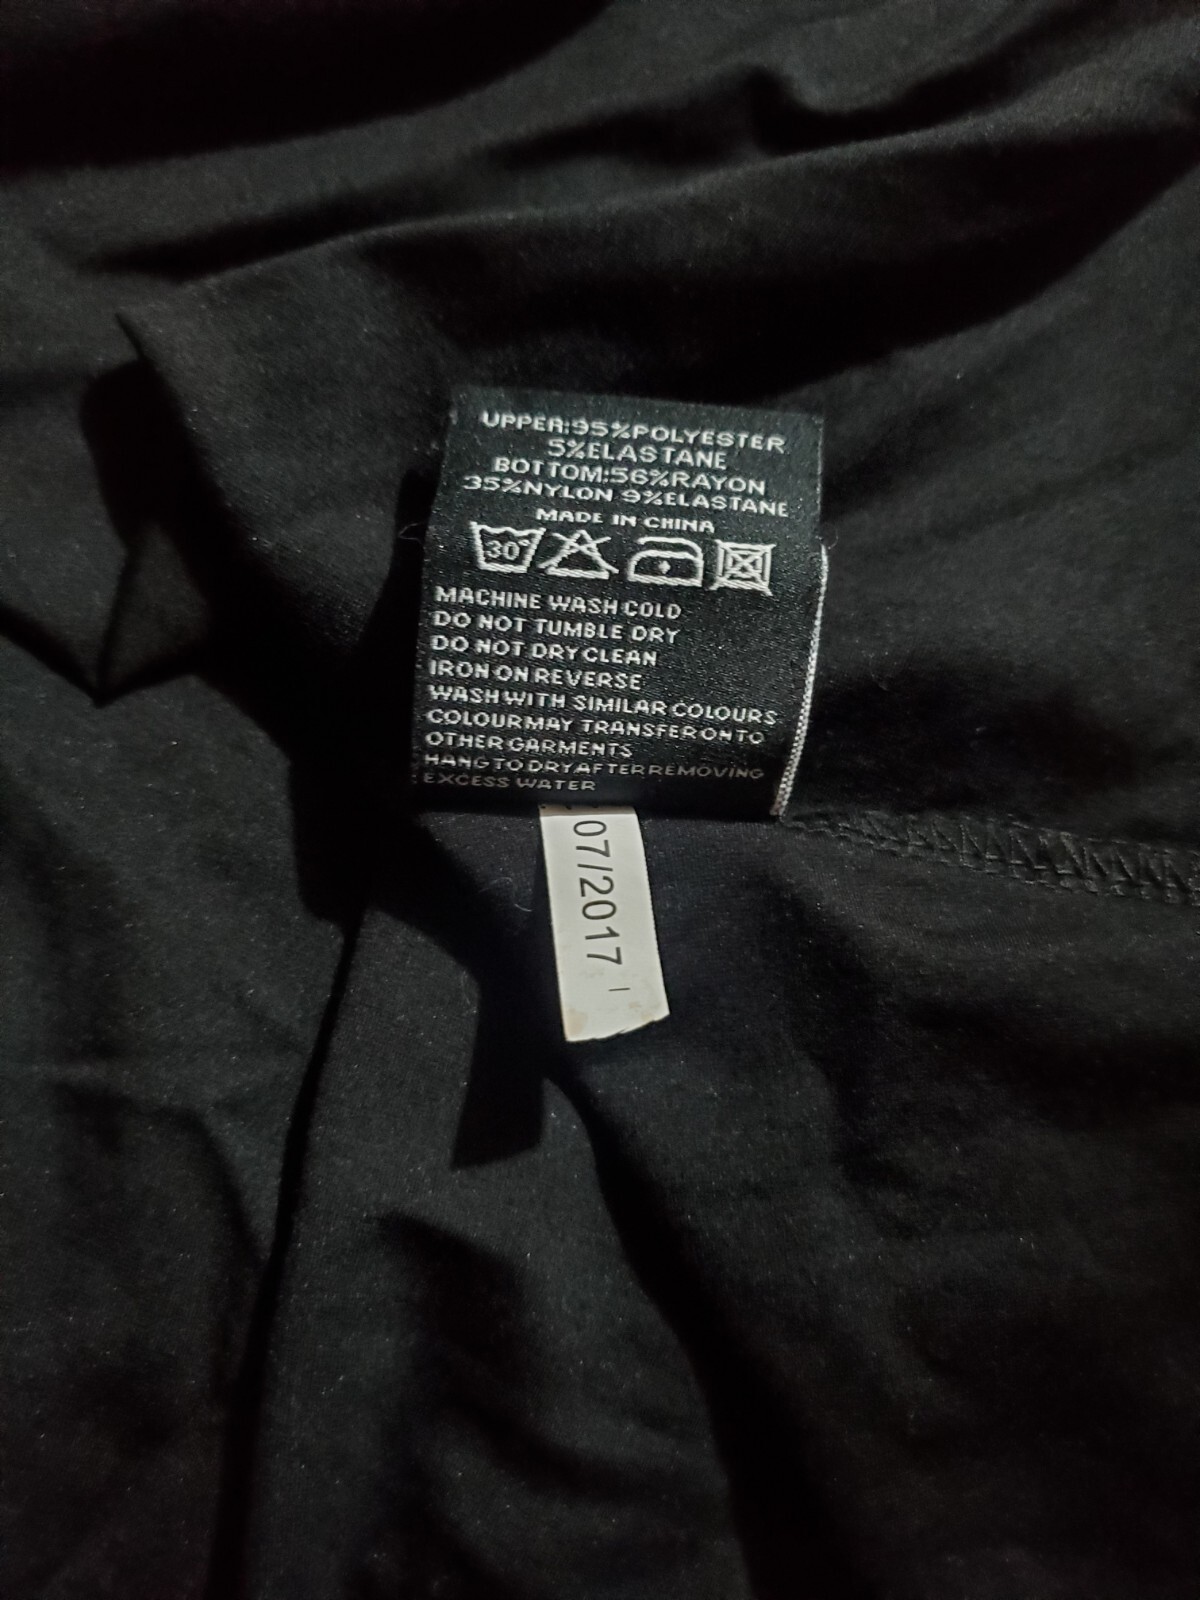 UPPER:95%POLYESTER
5%ELASTANE
BOTTOM:56%RAYON
35%NYLON 9%ELASTANE
MADE IN CHINA
30°
MACHINE WASH COLD
DO NOT TUMBLE DRY
DO NOT DRY CLEAN
IRON ON REVERSE
WASH WITH SIMILAR COLOURS
COLOUR MAY TRANSFER ONTO
OTHER GARMENTS
HANG TO DRY AFTER REMOVING
EXCESS WATER
07/2017